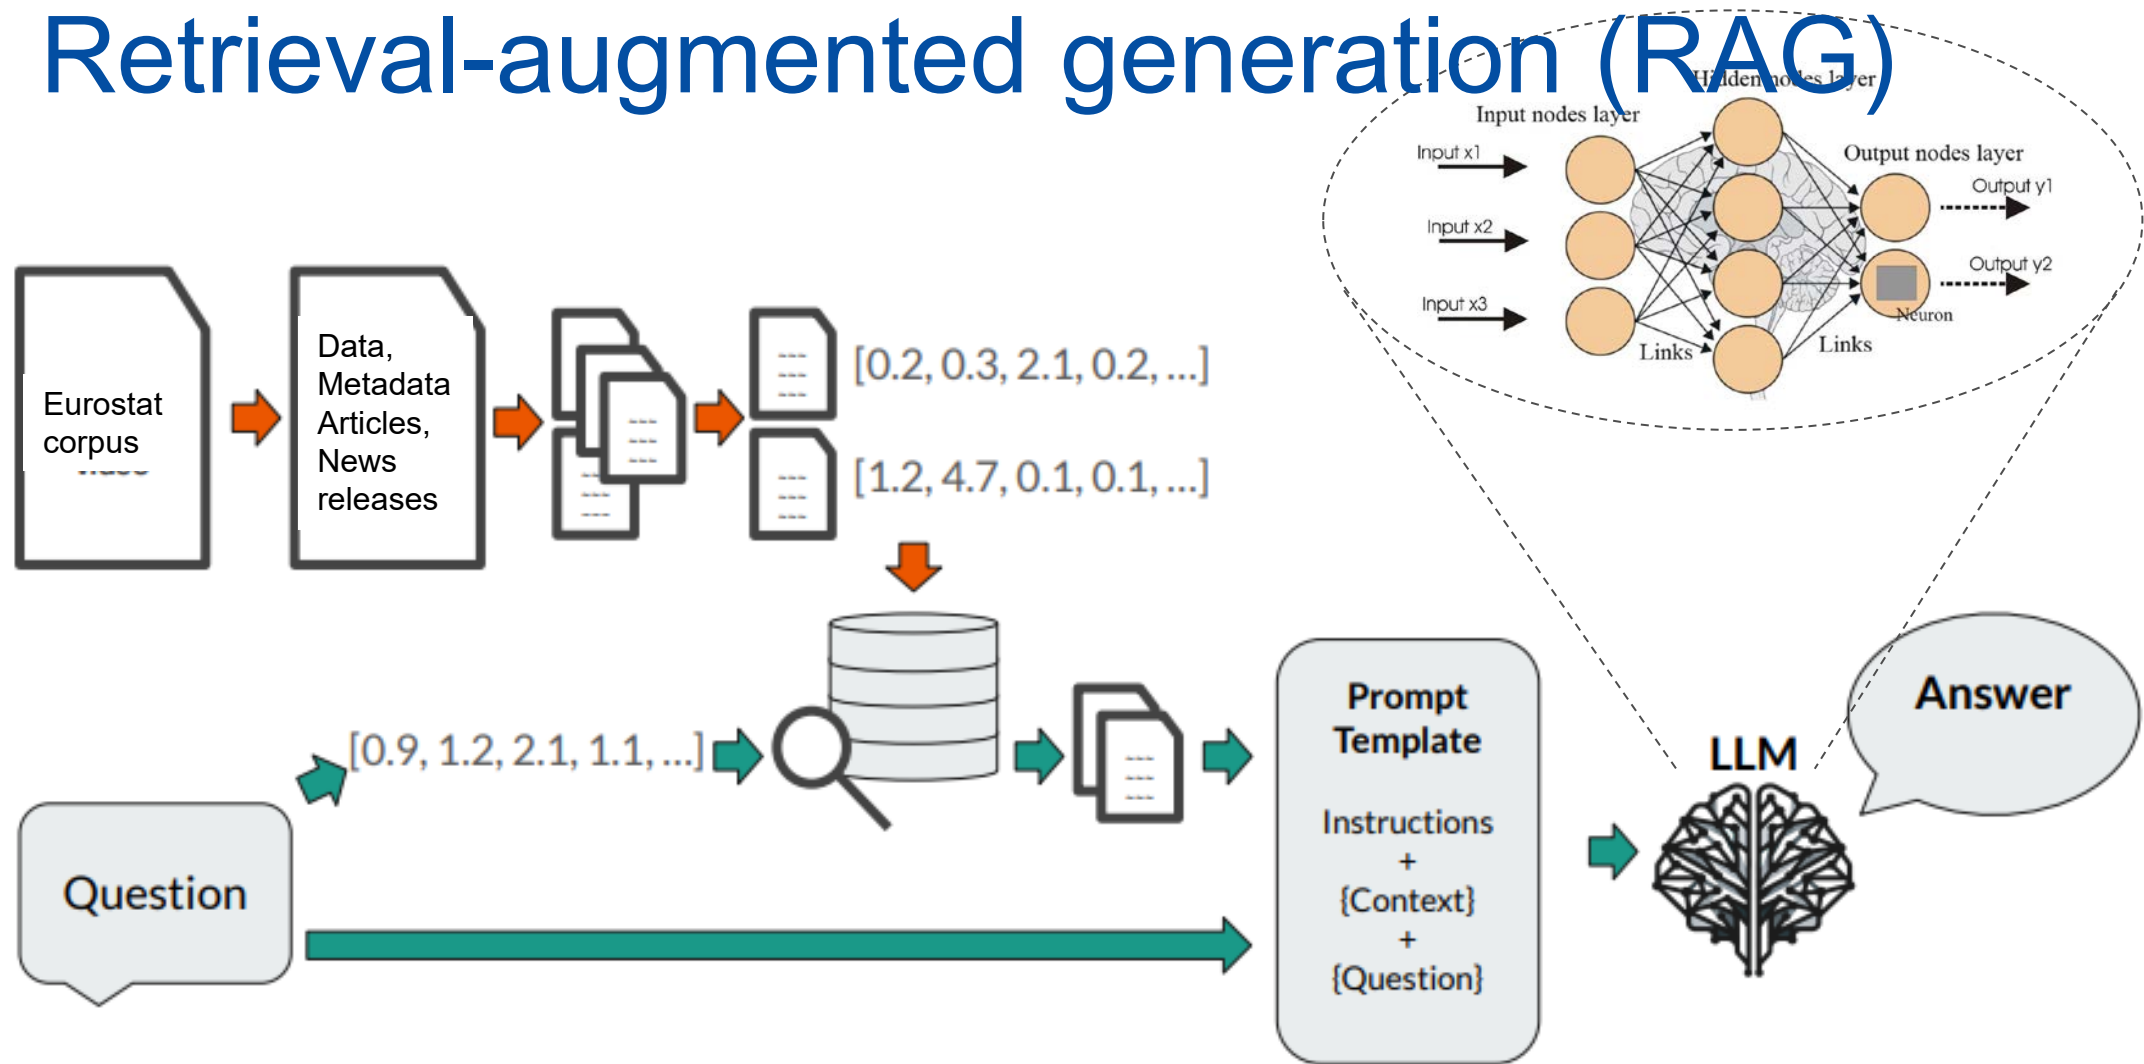 Retrieval-augmented generation (RAG)
Hidden nodes layer
Input nodes layer
Output nodes layer
Input x1
Input x2
Input x3
Output y1
Output y2
Neuron
Links
Links
Eurostat
corpus
Data,
Metadata
Articles,
News
releases
[0.2, 0.3, 2.1, 0.2, ...]
[1.2, 4.7, 0.1, 0.1, ...]
[0.9, 1.2, 2.1, 1.1, ...]
Question
Prompt
Template
Instructions
+
{Context}
+
{Question}
LLM
Answer